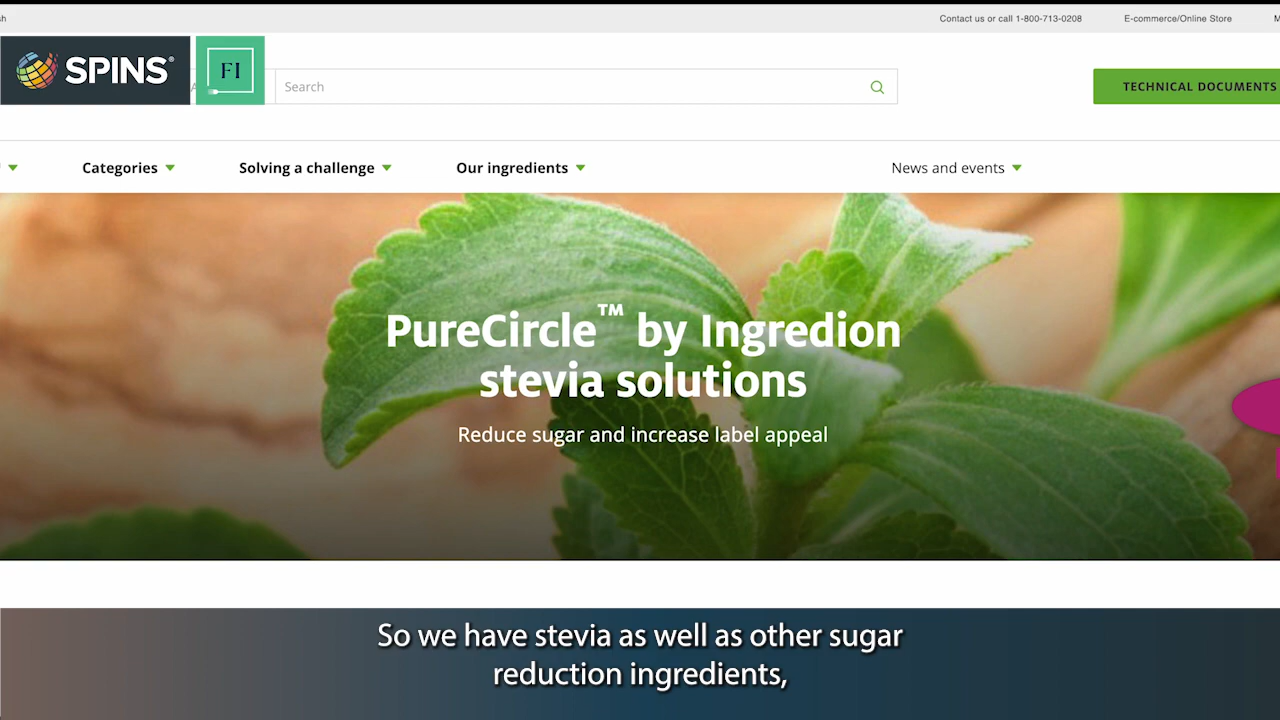 Contact us or call 1-800-713-0208
E-commerce/Online Store
SPINS®
FI
Search
TECHNICAL DOCUMENTS
Categories
Solving a challenge
Our ingredients
News and events
PureCircle™ by Ingredion
stevia solutions
Reduce sugar and increase label appeal
So we have stevia as well as other sugar
reduction ingredients,